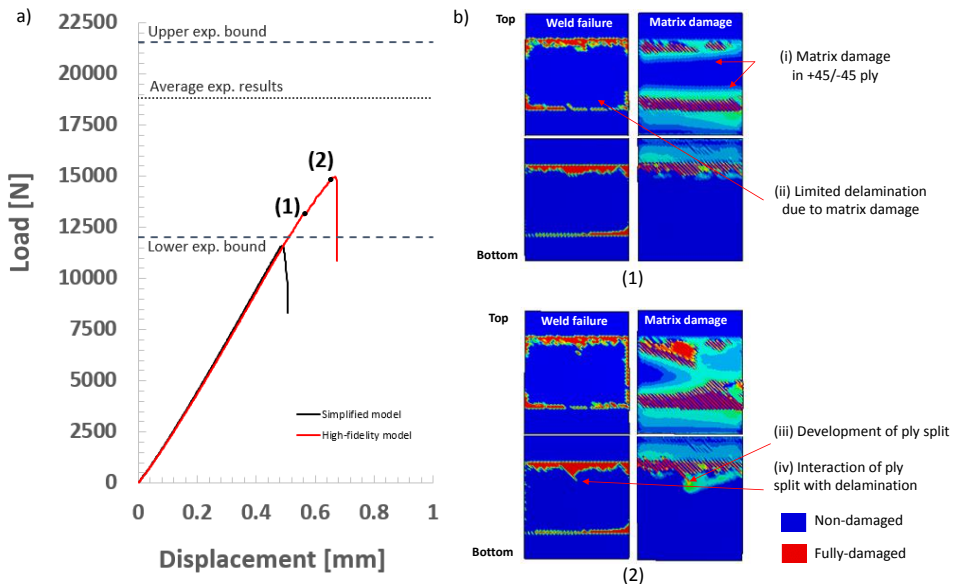 a)
22500
20000
17500
15000
12500
10000
7500
5000
2500
0
Load [N]
Upper exp. bound
Average exp. results
Lower exp. bound
(1)
(2)
Simplified model
High-fidelity model
0
0.2
0.4
0.6
0.8
1
Displacement [mm]
b)
Top
Weld failure
Matrix damage
(i) Matrix damage
in +45/-45 ply
(ii) Limited delamination
due to matrix damage
Bottom
(1)
Top
Weld failure
Matrix damage
(iii) Development of ply split
(iv) Interaction of ply
split with delamination
Non-damaged
Fully-damaged
Bottom
(2)